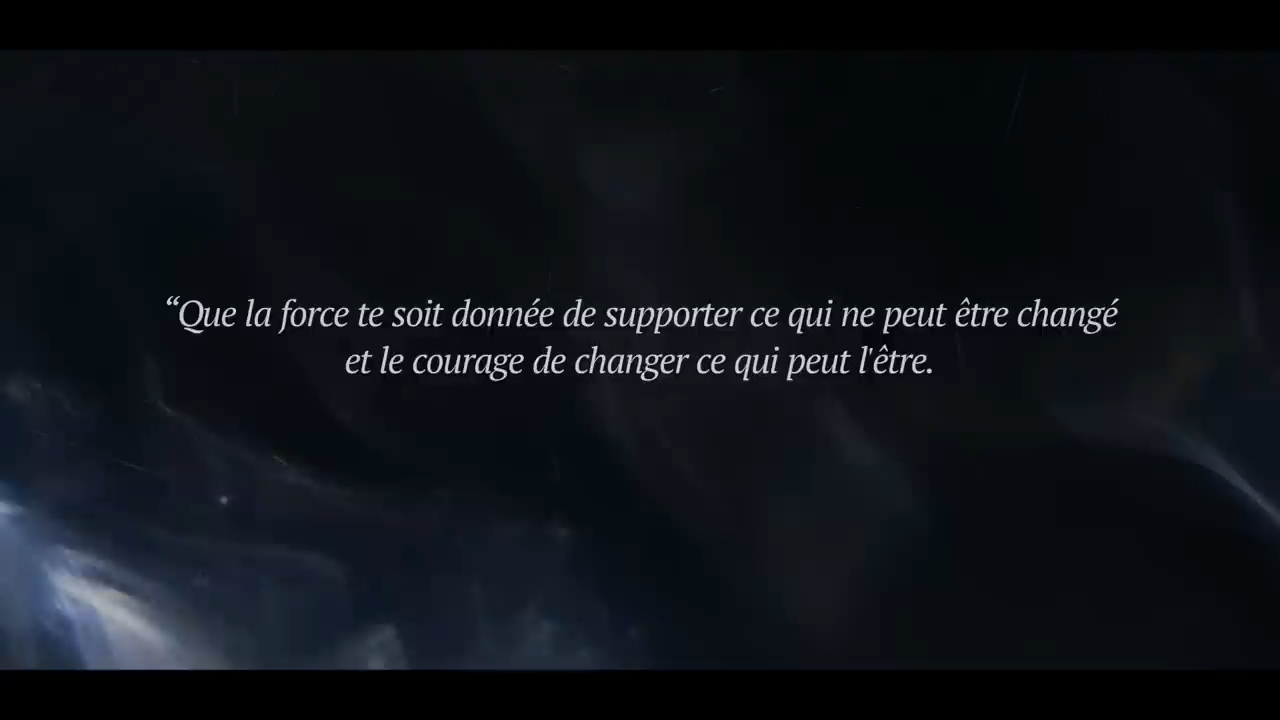 “Que la force te soit donnée de supporter ce qui ne peut être changé
et le courage de changer ce qui peut l'être.